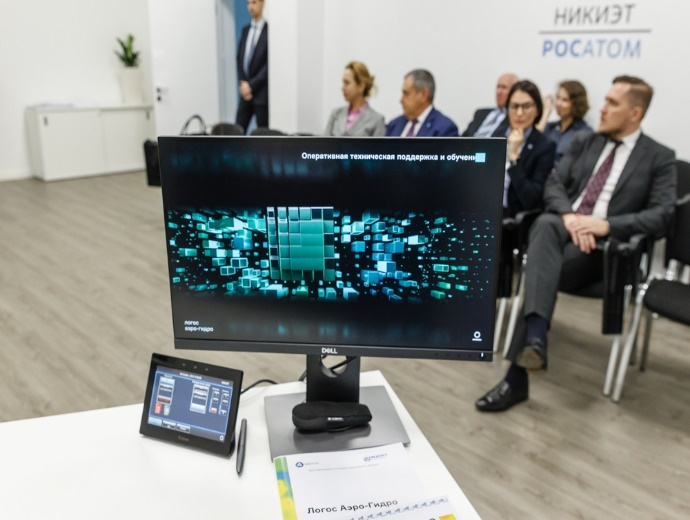 НИКИЭТ
РОСАТОМ
Оперативная техническая поддержка и обучени
логос
аэро-гидро
DELL
Логос Аэро-Гидро